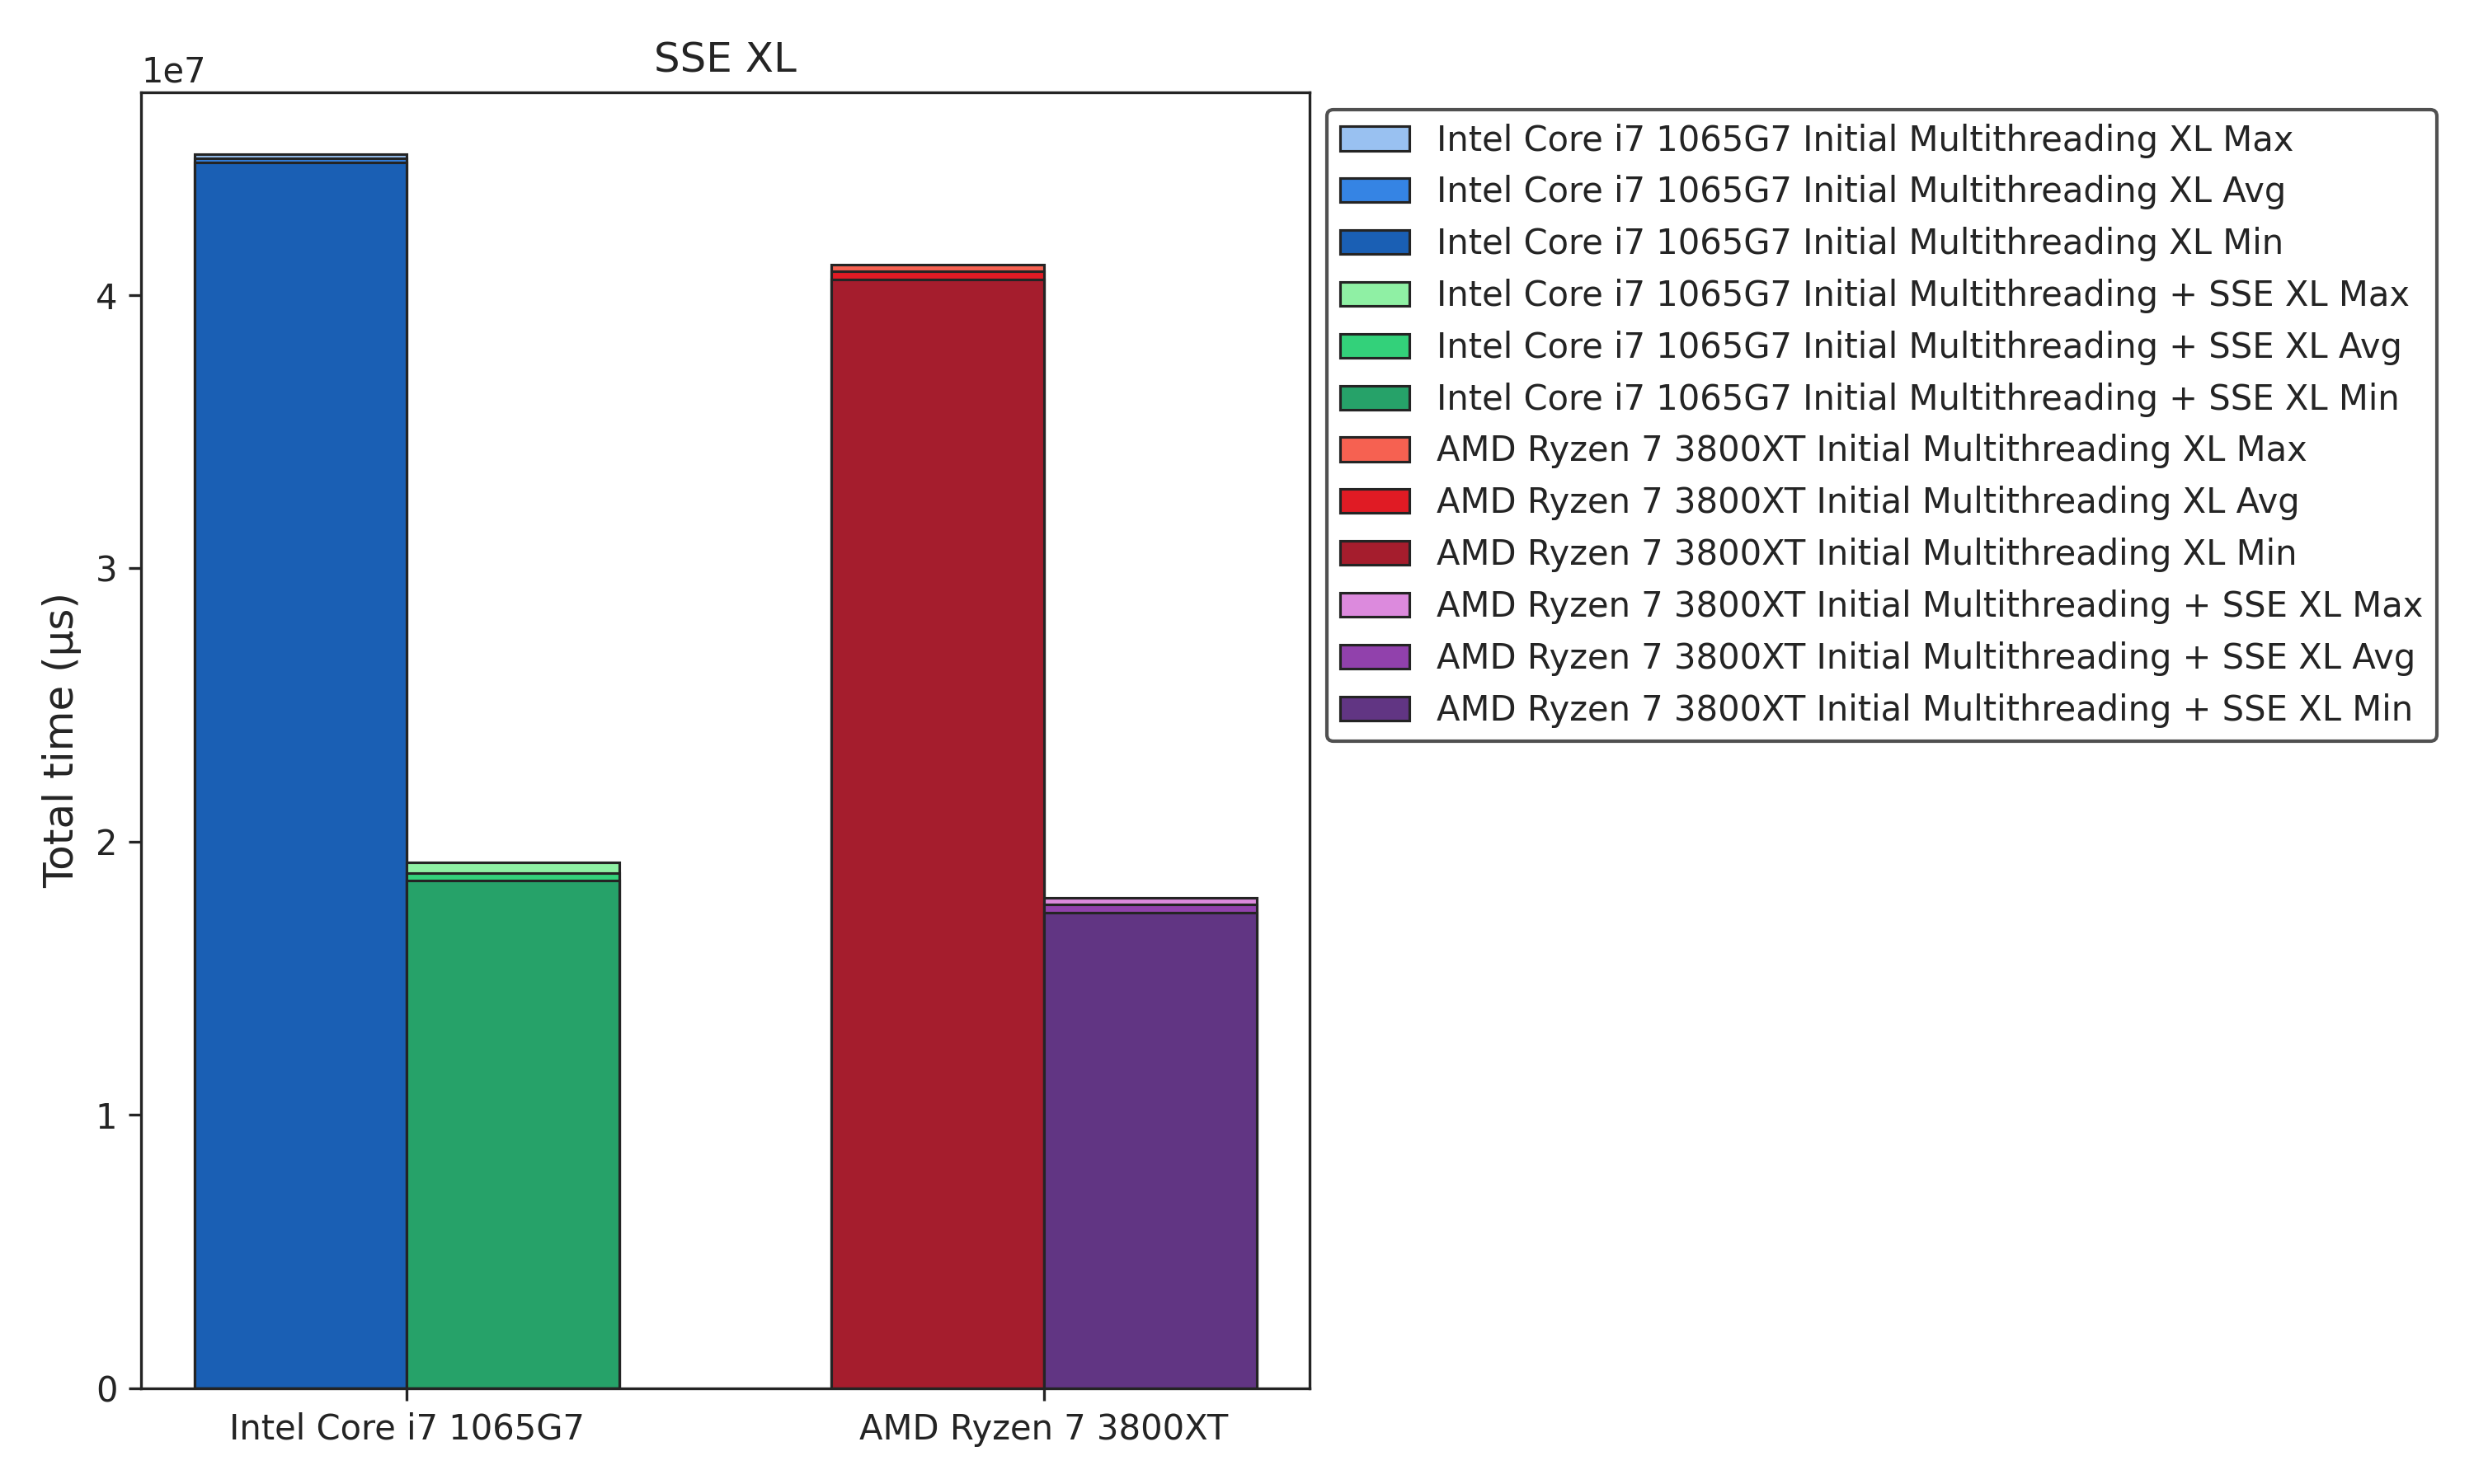 SSE XL
1e7
Total time (µs)
4
3
2
1
0
Intel Core i7 1065G7
AMD Ryzen 7 3800XT
Intel Core i7 1065G7 Initial Multithreading XL Max
Intel Core i7 1065G7 Initial Multithreading XL Avg
Intel Core i7 1065G7 Initial Multithreading XL Min
Intel Core i7 1065G7 Initial Multithreading + SSE XL Max
Intel Core i7 1065G7 Initial Multithreading + SSE XL Avg
Intel Core i7 1065G7 Initial Multithreading + SSE XL Min
AMD Ryzen 7 3800XT Initial Multithreading XL Max
AMD Ryzen 7 3800XT Initial Multithreading XL Avg
AMD Ryzen 7 3800XT Initial Multithreading XL Min
AMD Ryzen 7 3800XT Initial Multithreading + SSE XL Max
AMD Ryzen 7 3800XT Initial Multithreading + SSE XL Avg
AMD Ryzen 7 3800XT Initial Multithreading + SSE XL Min